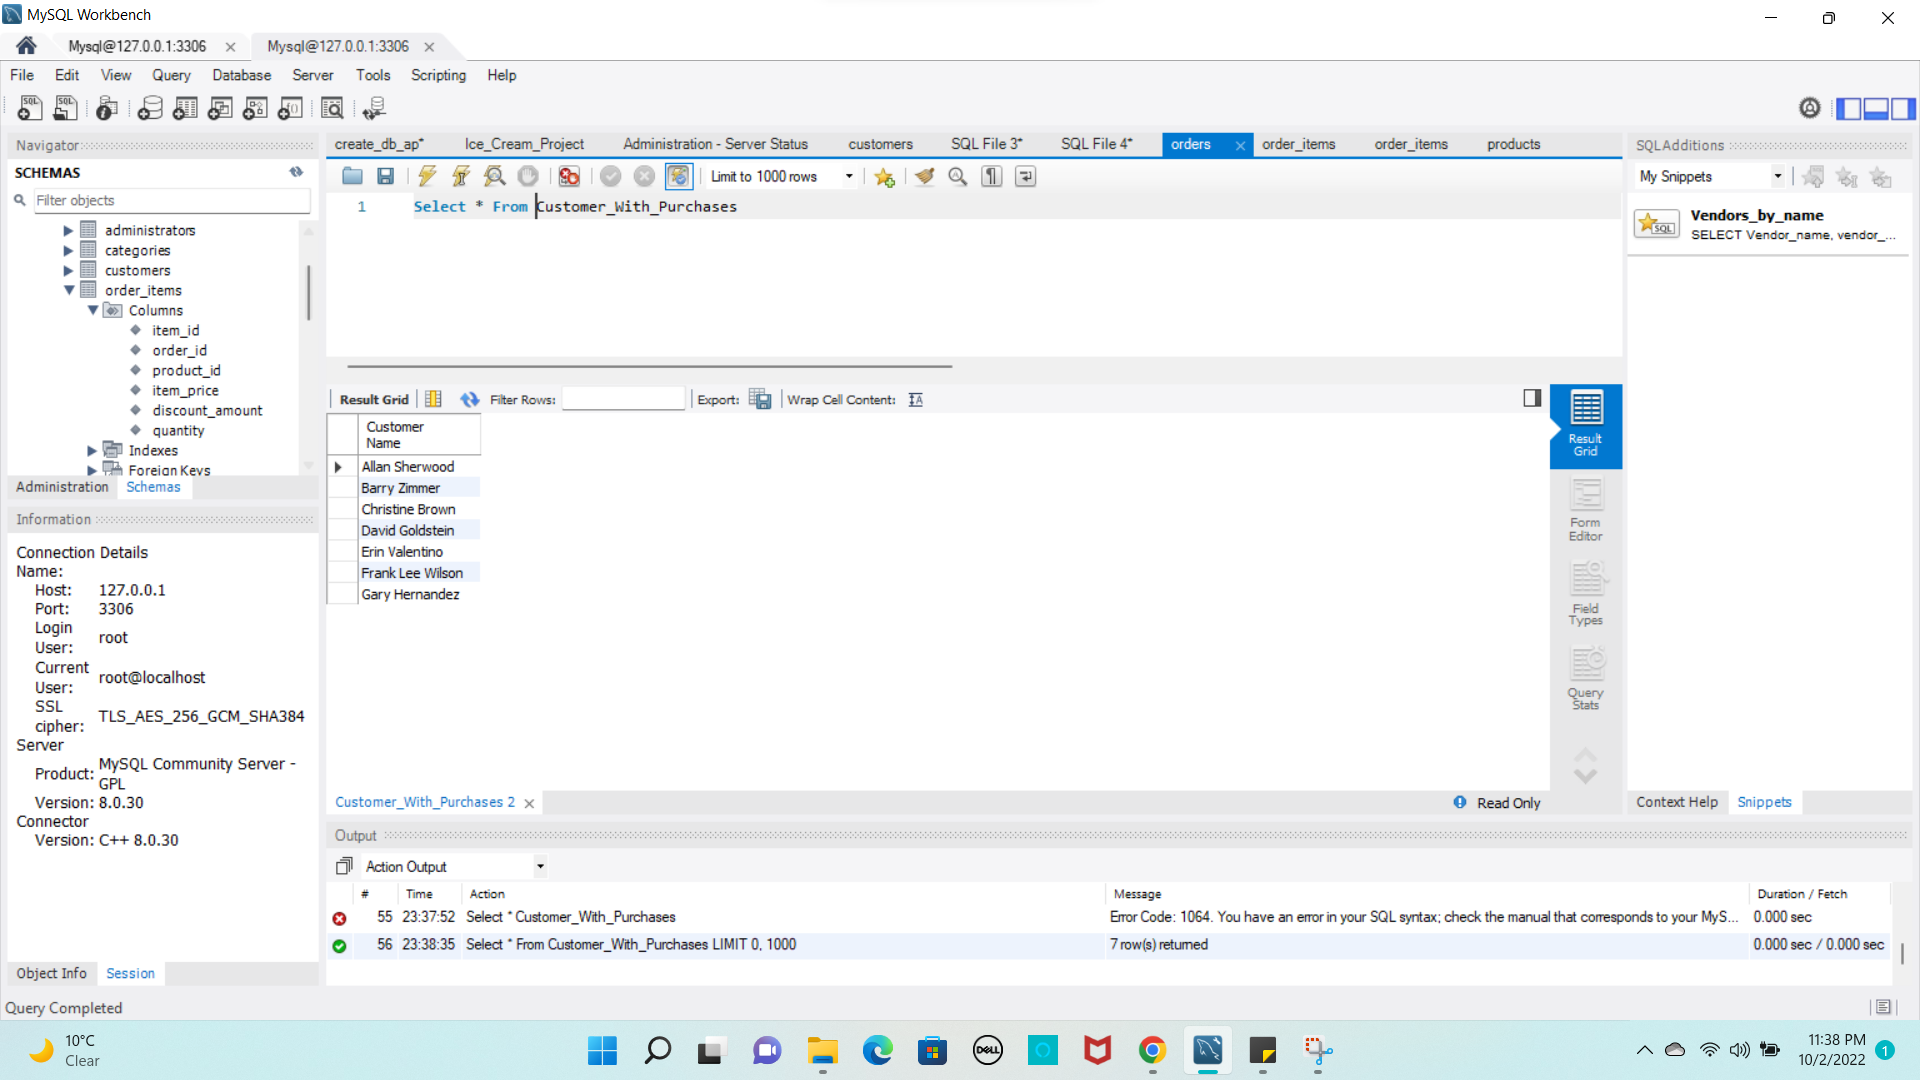 MySQL Workbench
Mysql@127.0.0.1:3306
Mysql@127.0.0.1:3306
File Edit View Query Database Server Tools Scripting Help
Navigator
SCHEMAS
Filter objects
administrators
categories
customers
order_items
Columns
item_id
order_id
product_id
item_price
discount_amount
quantity
Indexes
Foreign Keys
Administration Schemas
Information
Connection Details
Name:
Host: 127.0.0.1
Port: 3306
Login User: root
Current User: root@localhost
SSL cipher: TLS_AES_256_GCM_SHA384
Server
Product: MySQL Community Server - GPL
Version: 8.0.30
Connector
Version: C++ 8.0.30
Object Info Session
Query Completed
create_db_ap* Ice_Cream_Project Administration - Server Status customers SQL File 3* SQL File 4* orders order_items order_items products
Limit to 1000 rows
1 Select * From Customer_With_Purchases
Result Grid Filter Rows: Export: Wrap Cell Content:
Customer Name
Allan Sherwood
Barry Zimmer
Christine Brown
David Goldstein
Erin Valentino
Frank Lee Wilson
Gary Hernandez
Result Grid
Form Editor
Field Types
Query Stats
Customer_With_Purchases 2
Read Only
SQLAdditions
My Snippets
Vendors_by_name
SELECT Vendor_name, vendor_...
SQL
Context Help Snippets
Output
Action Output
# Time Action Message Duration / Fetch
55 23:37:52 Select * Customer_With_Purchases Error Code: 1064. You have an error in your SQL syntax; check the manual that corresponds to your MyS... 0.000 sec
56 23:38:35 Select * From Customer_With_Purchases LIMIT 0, 1000 7 row(s) returned 0.000 sec / 0.000 sec
10°C
Clear
DELL
11:38 PM
10/2/2022
1